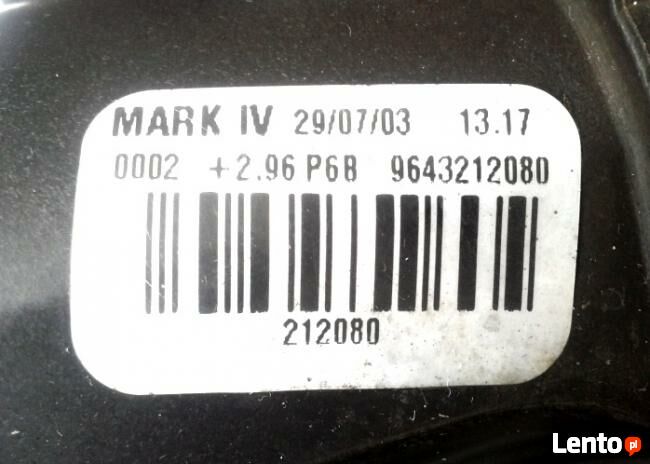 MARK IV 29/07/03 13.17
0002 +2.96 P6B 9643212080
212080
Lento.pl